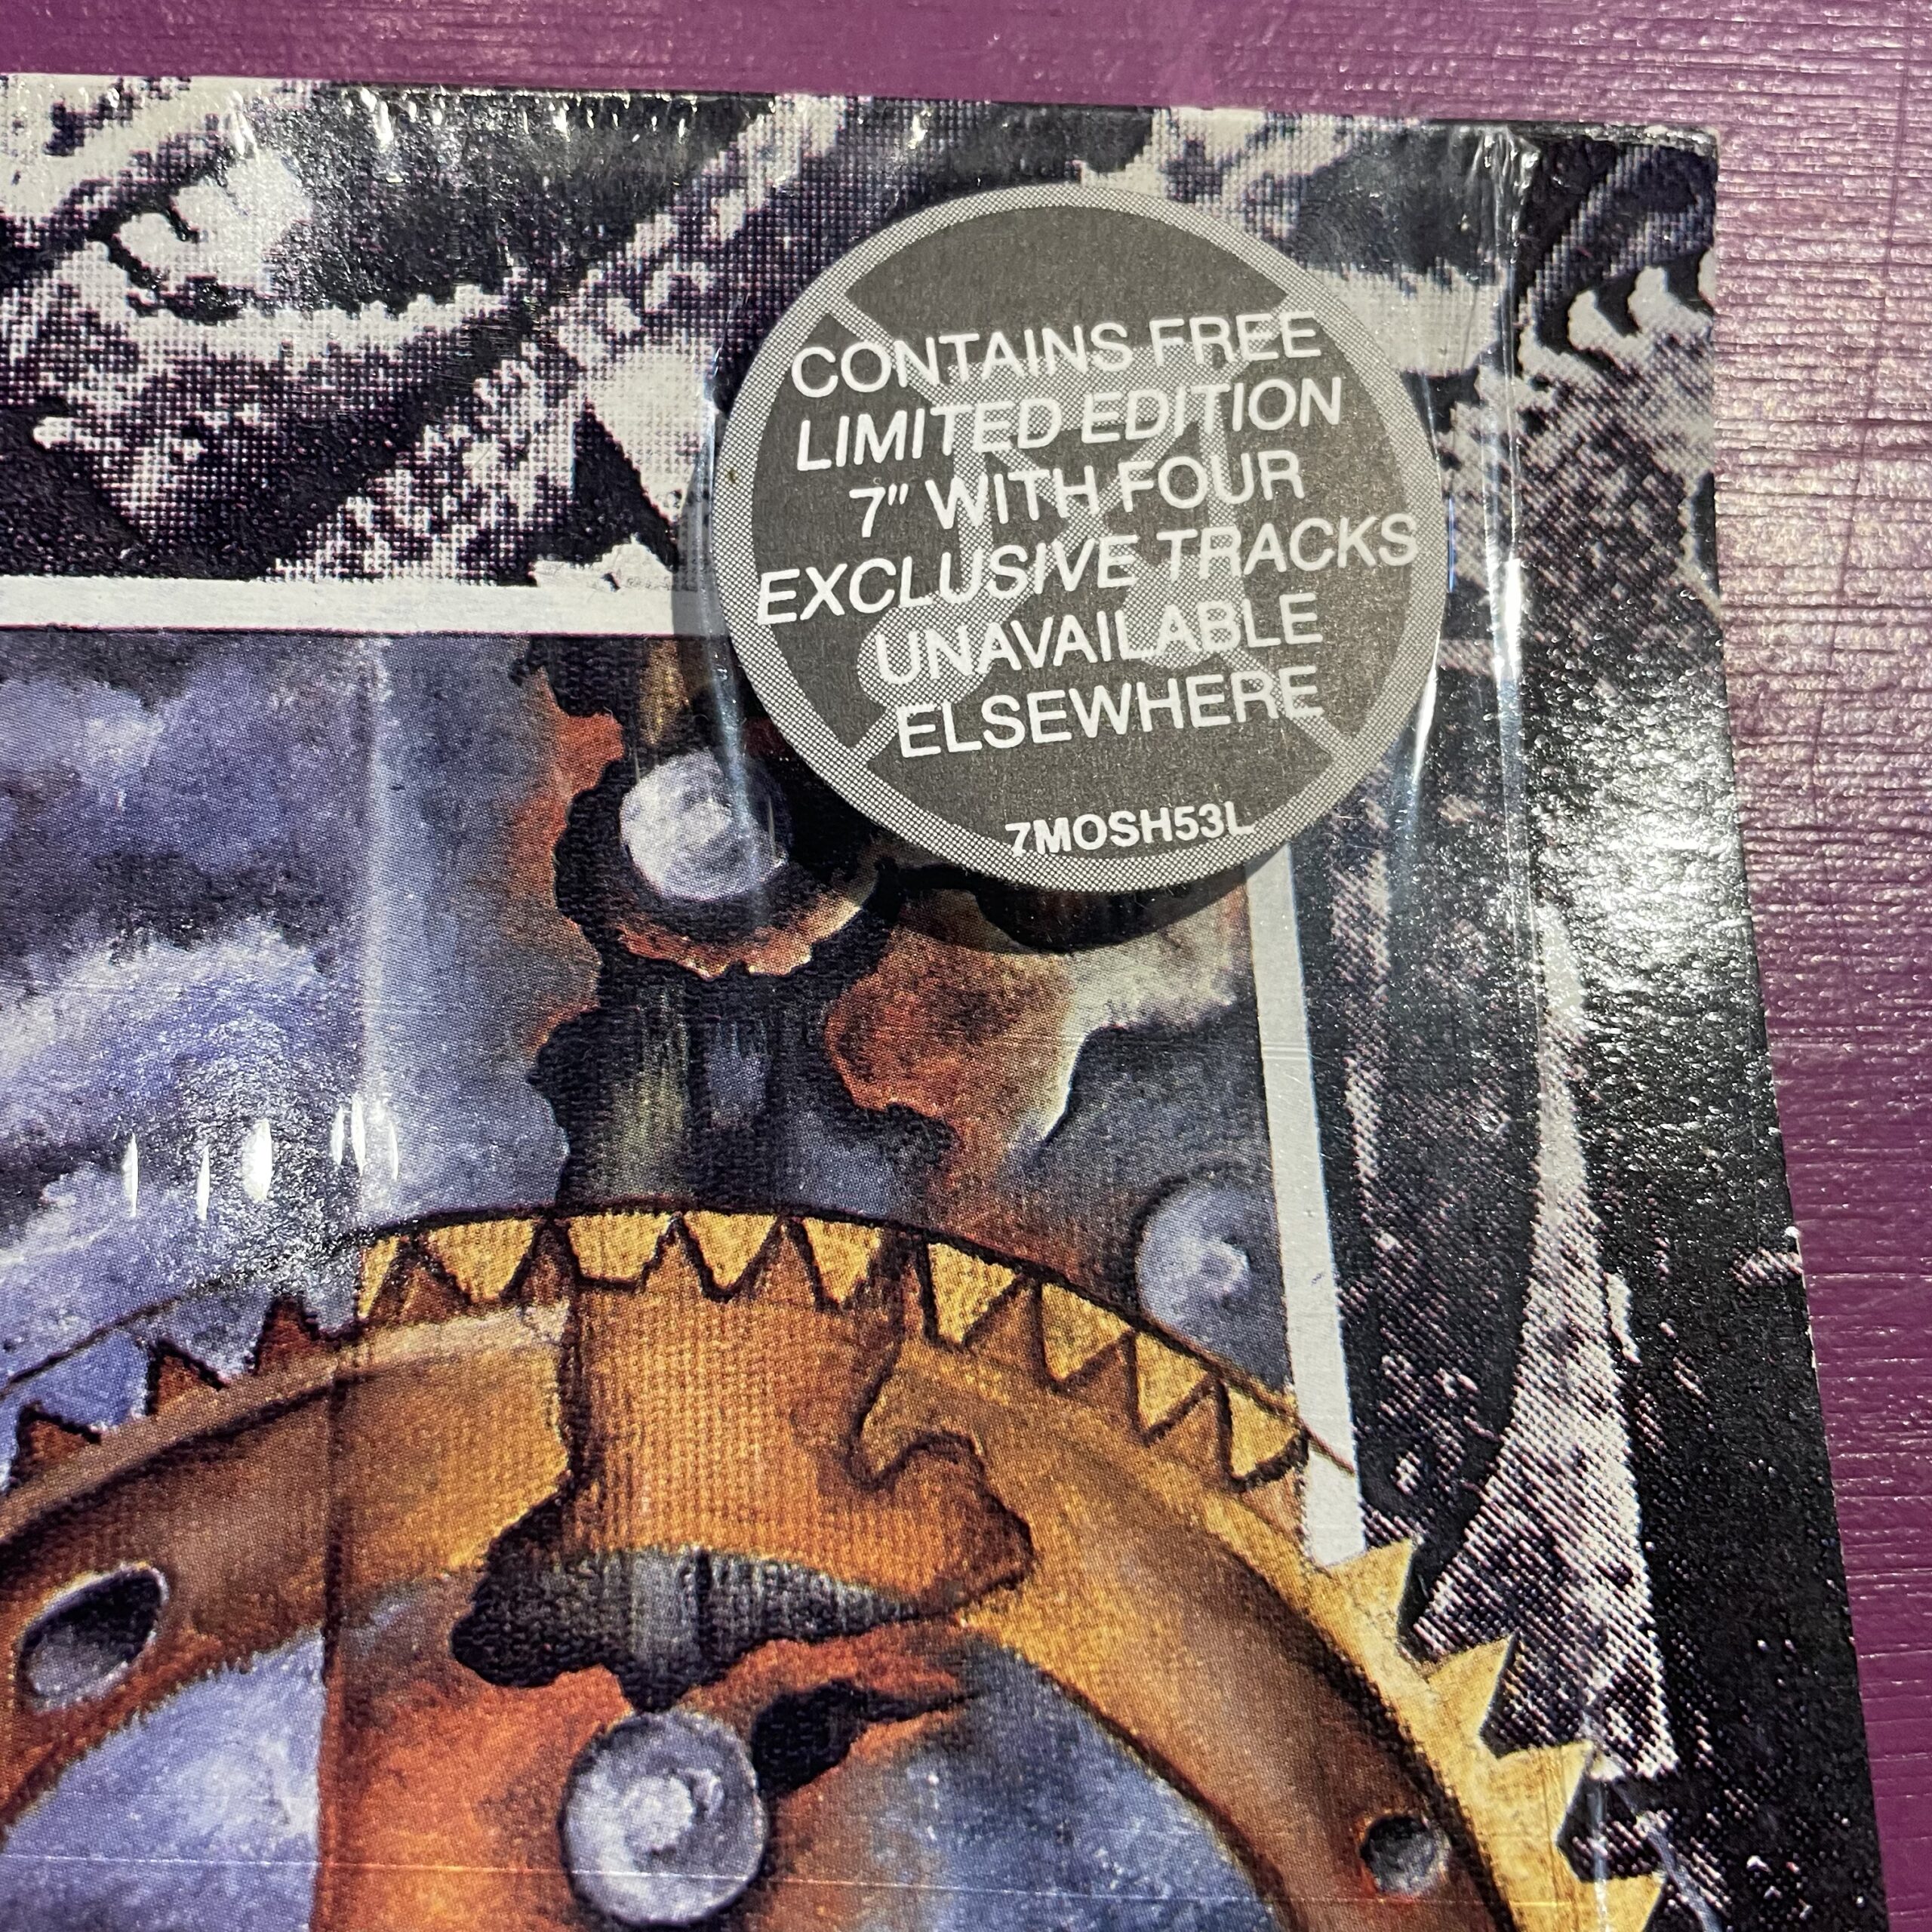 CONTAINS FREE
LIMITED EDITION
7" WITH FOUR
EXCLUSIVE TRACKS
UNAVAILABLE
ELSEWHERE
7MOSH53L